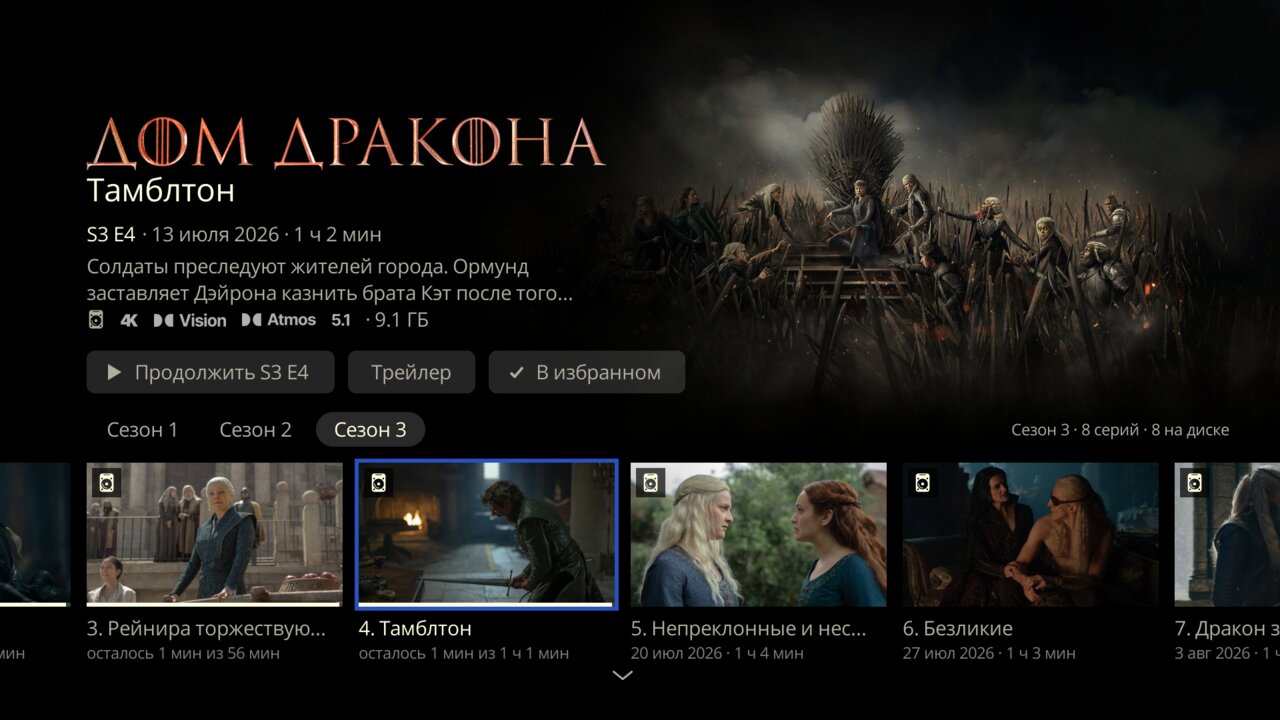 ДОМ ДРАКОНА
Тамблтон
S3 E4 · 13 июля 2026 · 1 ч 2 мин
Солдаты преследуют жителей города. Ормунд
заставляет Дэйрона казнить брата Кэт после того...
4K Vision Atmos 5.1 · 9.1 ГБ
Продолжить S3 E4 Трейлер В избранном
Сезон 1 Сезон 2 Сезон 3 Сезон 3 · 8 серий · 8 на диске
3. Рейнира торжествую... 4. Тамблтон 5. Непреклонные и нес... 6. Безликие 7. Дракон з
мин осталось 1 мин из 56 мин осталось 1 мин из 1 ч 1 мин 20 июл 2026 · 1 ч 4 мин 27 июл 2026 · 1 ч 3 мин 3 авг 2026 · 1 ч